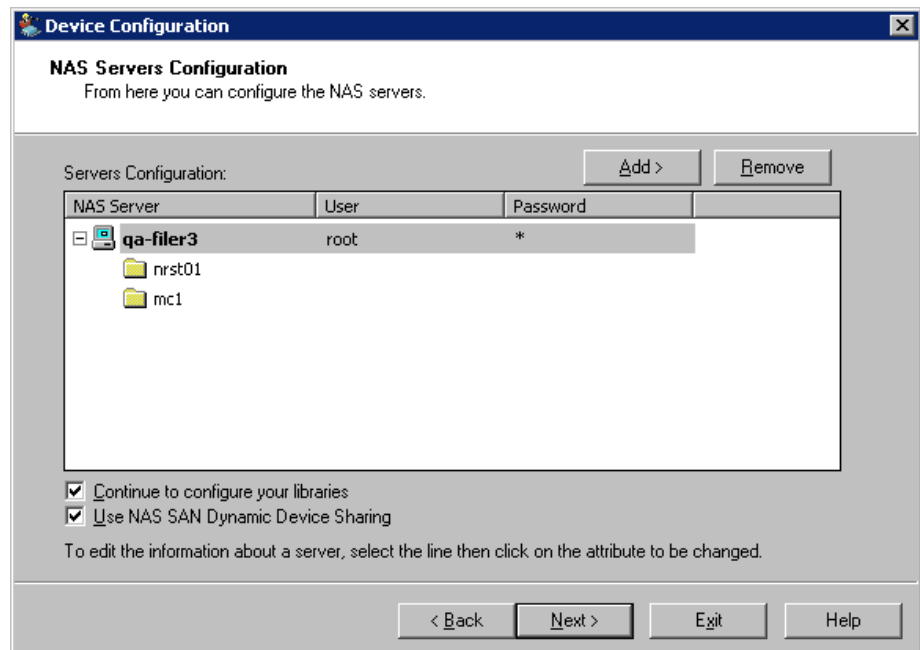 Device Configuration
NAS Servers Configuration
From here you can configure the NAS servers.
Servers Configuration:
Add >
Remove
NAS Server User Password
qa-filer3 root *
nrst01
mc1
Continue to configure your libraries
Use NAS SAN Dynamic Device Sharing
To edit the information about a server, select the line then click on the attribute to be changed.
< Back Next > Exit Help